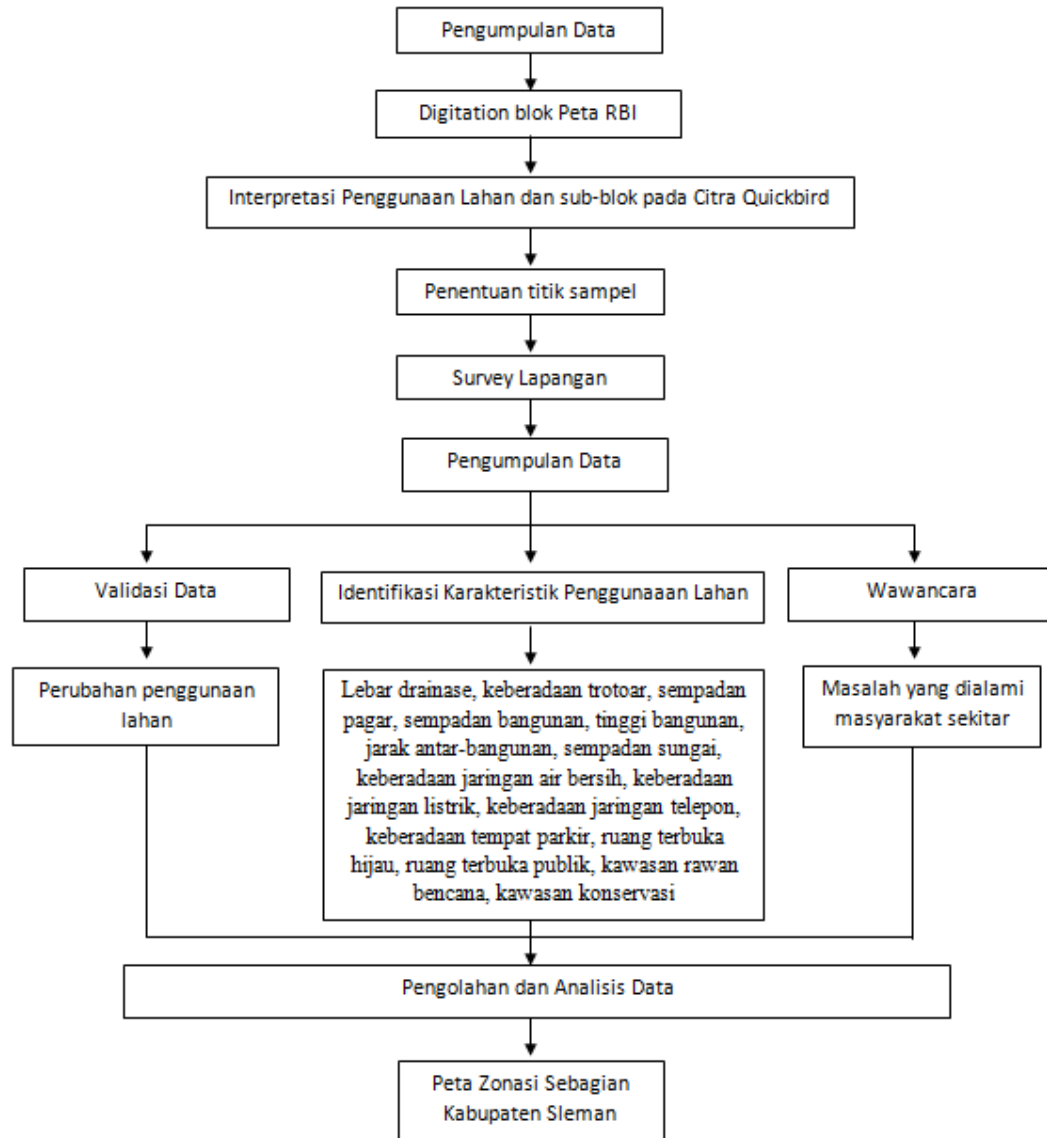 Pengumpulan Data
Digitation blok Peta RBI
Interpretasi Penggunaan Lahan dan sub-blok pada Citra Quickbird
Penentuan titik sampel
Survey Lapangan
Pengumpulan Data
Validasi Data
Identifikasi Karakteristik Penggunaaan Lahan
Wawancara
Perubahan penggunaan
lahan
Lebar drainase, keberadaan trotoar, sempadan
pagar, sempadan bangunan, tinggi bangunan,
jarak antar-bangunan, sempadan sungai,
keberadaan jaringan air bersih, keberadaan
jaringan listrik, keberadaan jaringan telepon,
keberadaan tempat parkir, ruang terbuka
hijau, ruang terbuka publik, kawasan rawan
bencana, kawasan konservasi
Masalah yang dialami
masyarakat sekitar
Pengolahan dan Analisis Data
Peta Zonasi Sebagian
Kabupaten Sleman